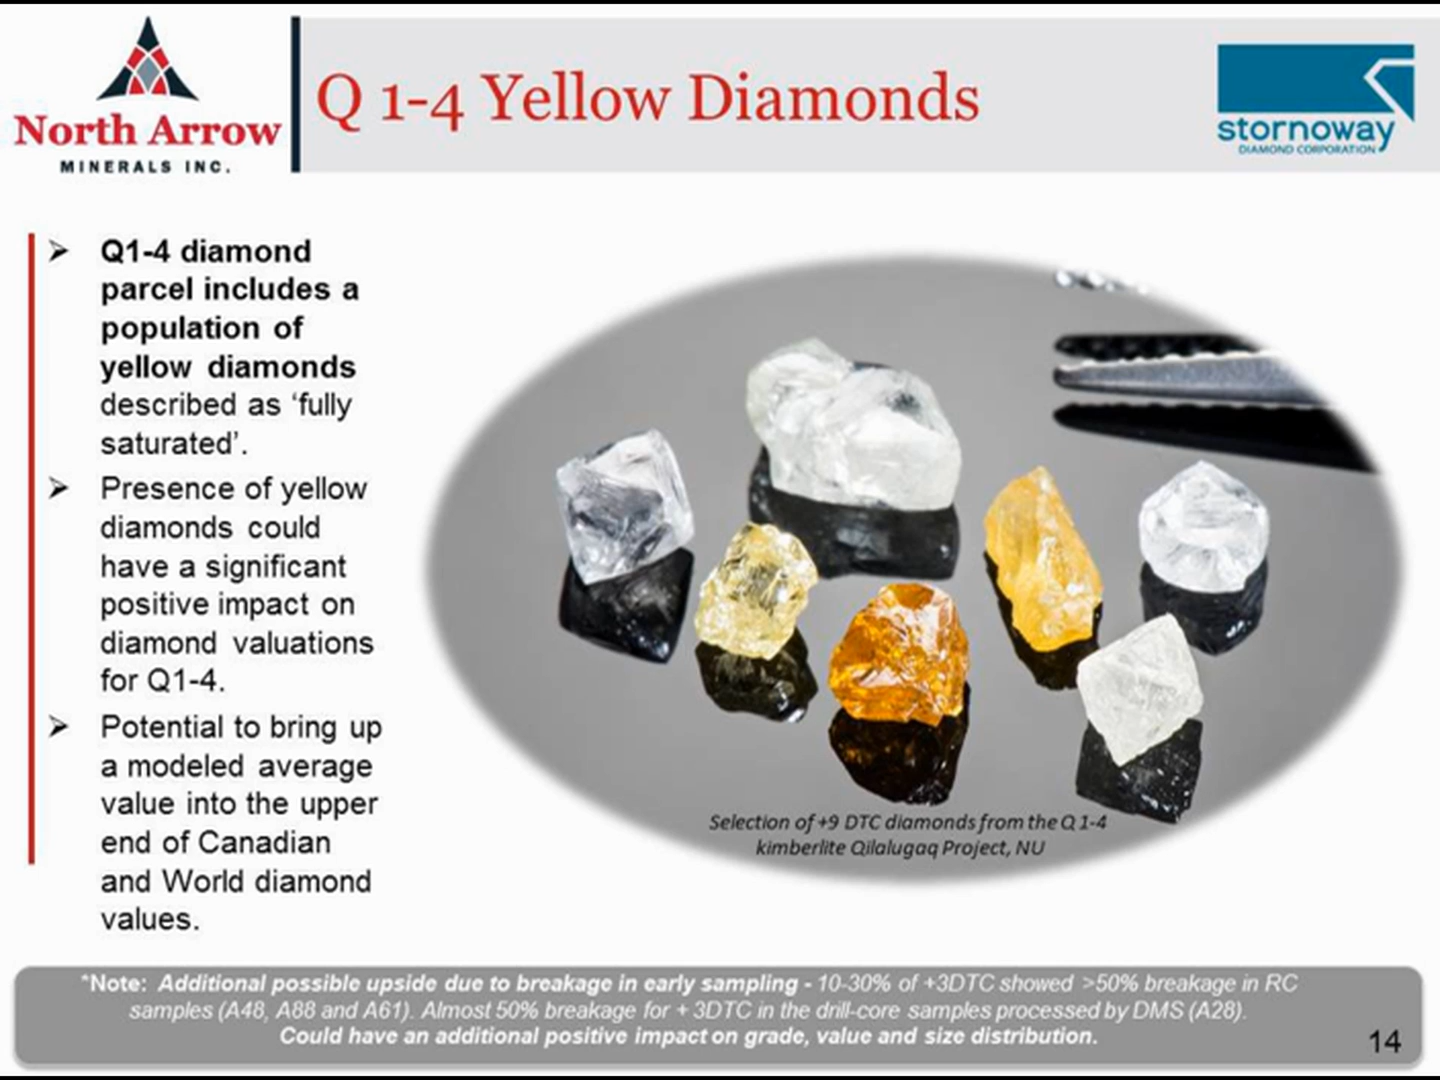 North Arrow
MINERALS INC.
Q 1-4 Yellow Diamonds
stornoway
DIAMOND CORPORATION
Q1-4 diamond
parcel includes a
population of
yellow diamonds
described as ‘fully
saturated’.
Presence of yellow
diamonds could
have a significant
positive impact on
diamond valuations
for Q1-4.
Potential to bring up
a modeled average
value into the upper
end of Canadian
and World diamond
values.
Selection of +9 DTC diamonds from the Q 1-4
kimberlite Qilalugaq Project, NU
*Note: Additional possible upside due to breakage in early sampling - 10-30% of +3DTC showed >50% breakage in RC
samples (A48, A88 and A61). Almost 50% breakage for + 3DTC in the drill-core samples processed by DMS (A28).
Could have an additional positive impact on grade, value and size distribution.
14